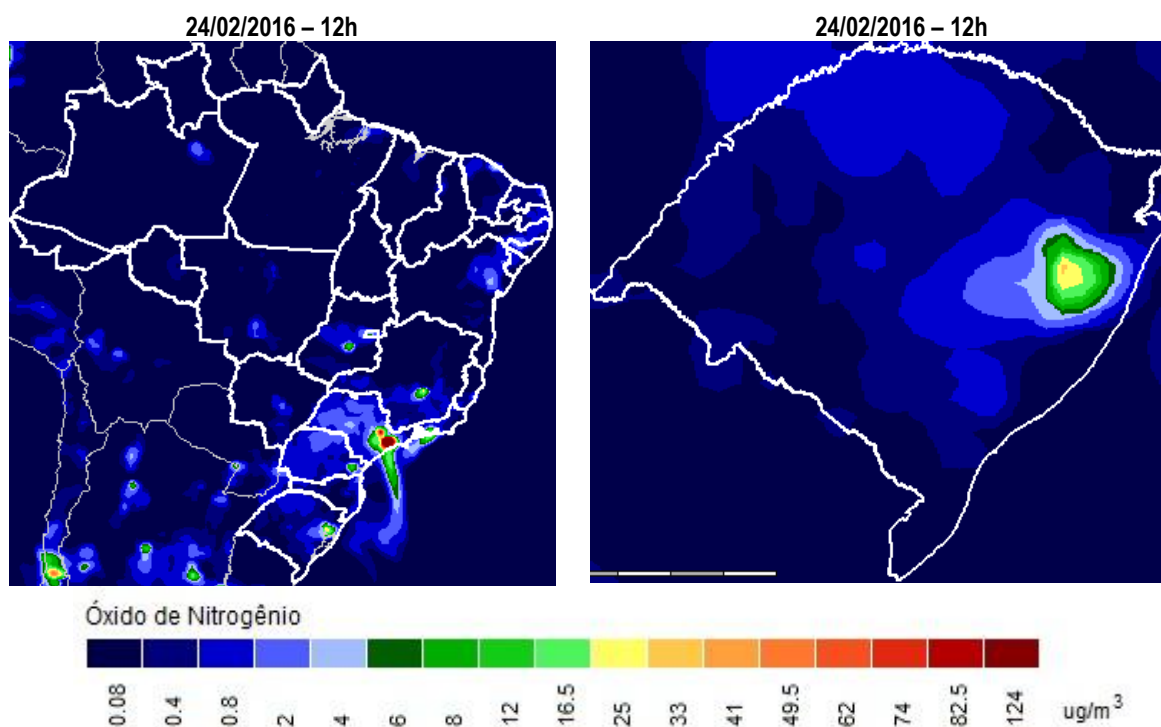 24/02/2016 – 12h
24/02/2016 – 12h
Óxido de Nitrogênio
0.08 0.4 0.8 2 4 6 8 12 16.5 25 33 41 49.5 62 74 82.5 124 ug/m³